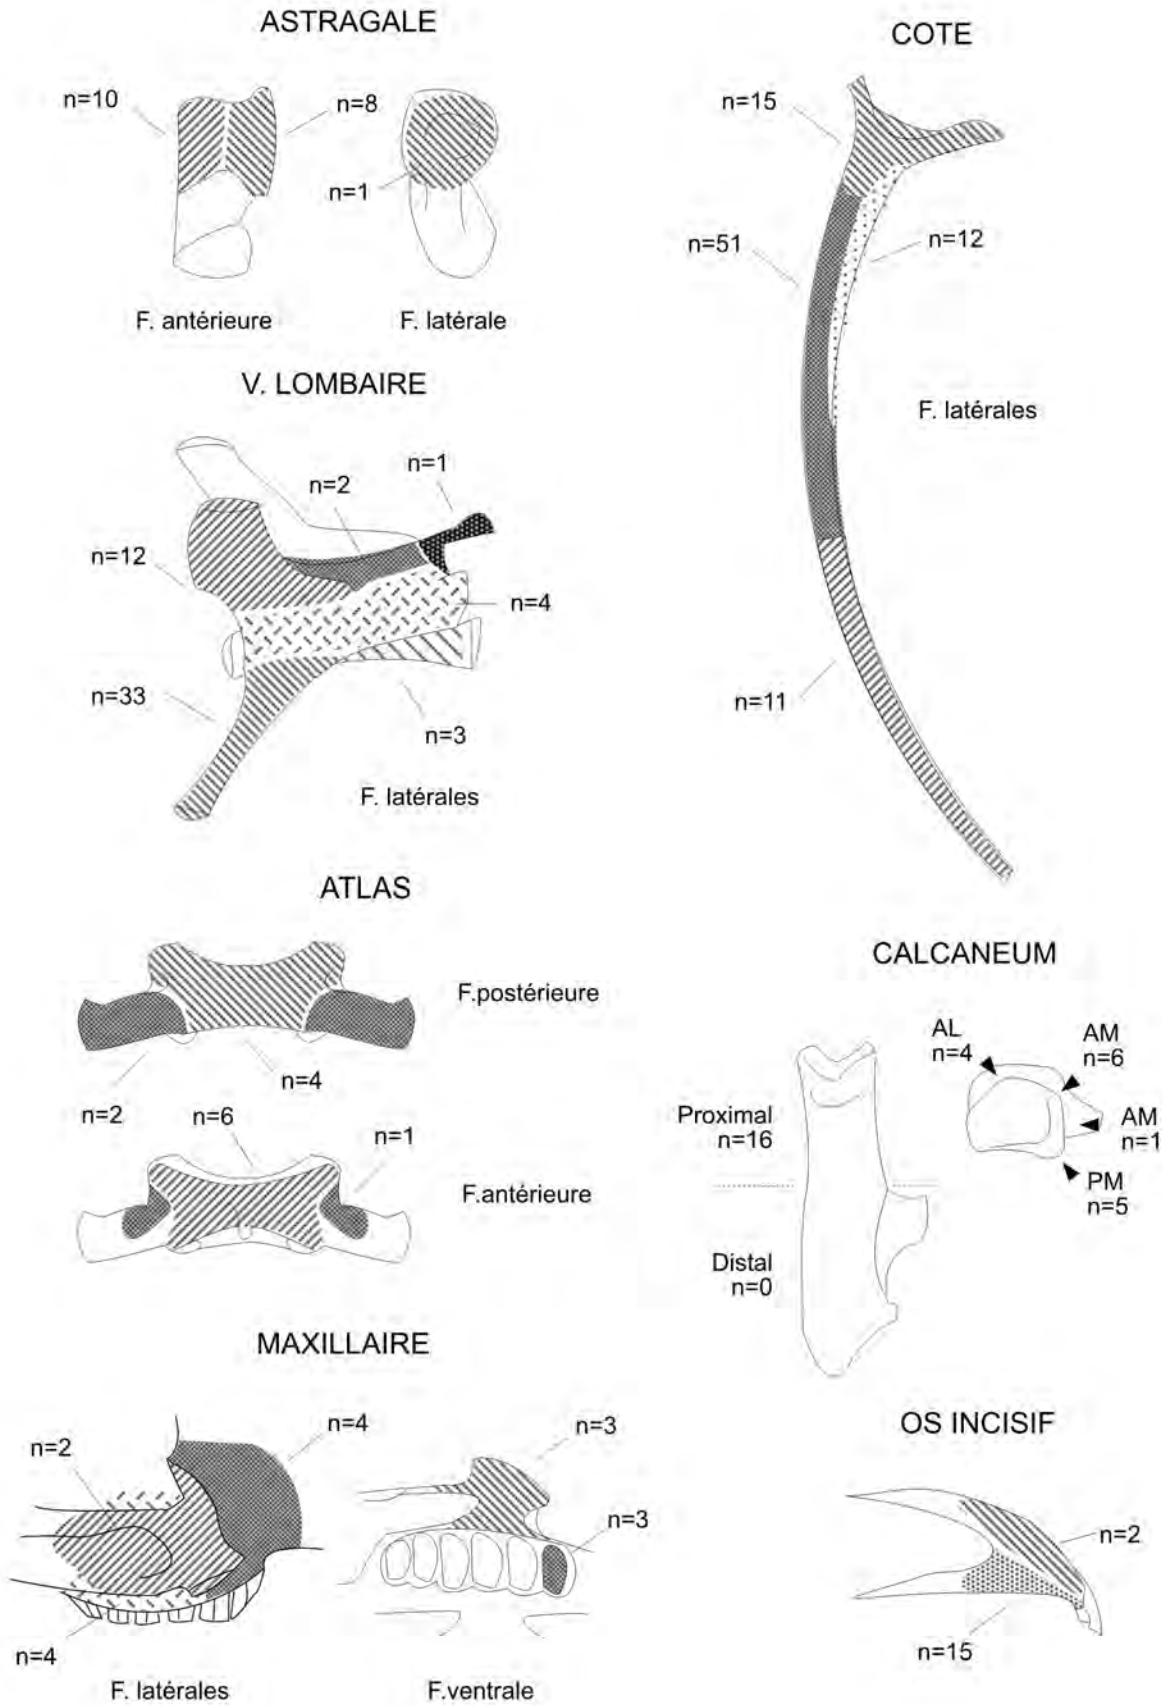 ASTRAGALE
n=10
n=8
n=1
F. antérieure
F. latérale
COTE
n=15
n=51
n=12
F. latérales
n=11
V. LOMBAIRE
n=1
n=2
n=12
n=4
n=33
n=3
F. latérales
ATLAS
F.postérieure
n=4
n=2
n=6
n=1
F.antérieure
CALCANEUM
AL
n=4
AM
n=6
AM
n=1
PM
n=5
Proximal
n=16
Distal
n=0
MAXILLAIRE
n=4
n=2
n=4
F. latérales
n=3
n=3
F.ventrale
OS INCISIF
n=2
n=15